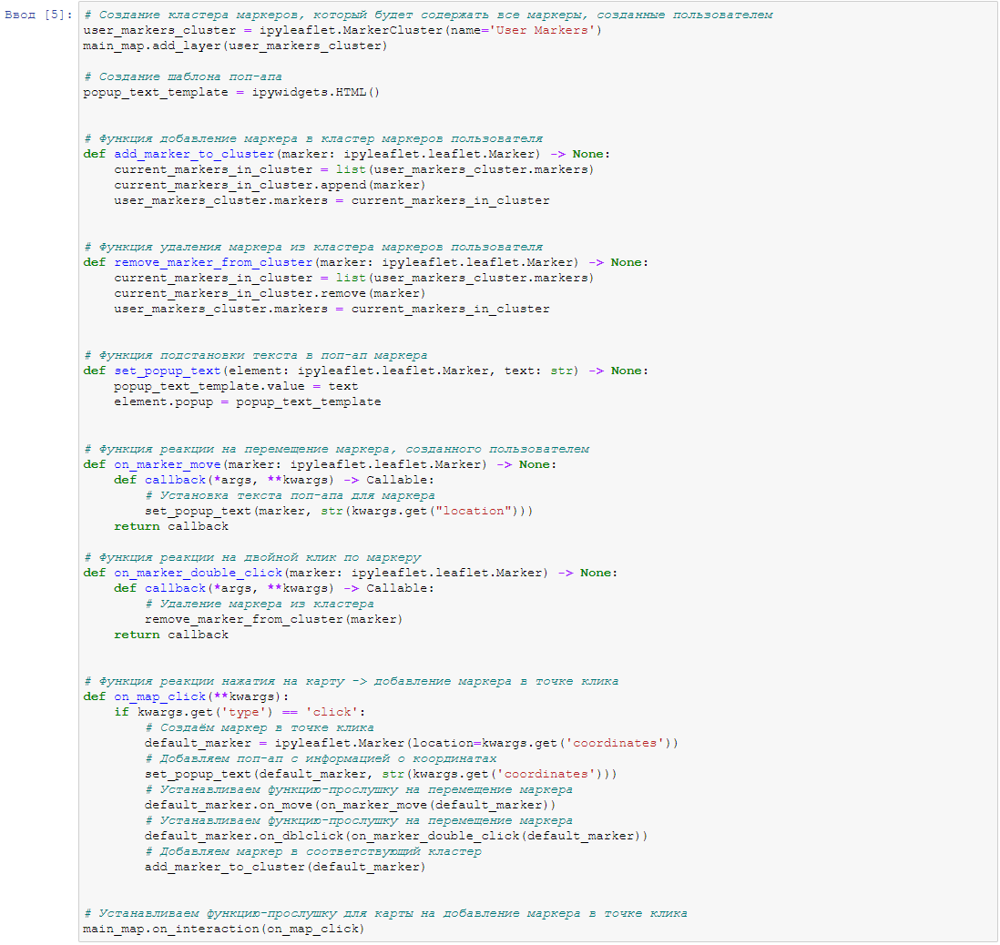 Ввод [5]: # Создание кластера маркеров, который будет содержать все маркеры, созданные пользователем
user_markers_cluster = ipyleaflet.MarkerCluster(name='User Markers')
main_map.add_layer(user_markers_cluster)

# Создание шаблона поп-апа
popup_text_template = ipywidgets.HTML()


# Функция добавление маркера в кластер маркеров пользователя
def add_marker_to_cluster(marker: ipyleaflet.leaflet.Marker) -> None:
    current_markers_in_cluster = list(user_markers_cluster.markers)
    current_markers_in_cluster.append(marker)
    user_markers_cluster.markers = current_markers_in_cluster


# Функция удаления маркера из кластера маркеров пользователя
def remove_marker_from_cluster(marker: ipyleaflet.leaflet.Marker) -> None:
    current_markers_in_cluster = list(user_markers_cluster.markers)
    current_markers_in_cluster.remove(marker)
    user_markers_cluster.markers = current_markers_in_cluster


# Функция подстановки текста в поп-ап маркера
def set_popup_text(element: ipyleaflet.leaflet.Marker, text: str) -> None:
    popup_text_template.value = text
    element.popup = popup_text_template


# Функция реакции на перемещение маркера, созданного пользователем
def on_marker_move(marker: ipyleaflet.leaflet.Marker) -> None:
    def callback(*args, **kwargs) -> Callable:
        # Установка текста поп-апа для маркера
        set_popup_text(marker, str(kwargs.get("location")))
    return callback

# Функция реакции на двойной клик по маркеру
def on_marker_double_click(marker: ipyleaflet.leaflet.Marker) -> None:
    def callback(*args, **kwargs) -> Callable:
        # Удаление маркера из кластера
        remove_marker_from_cluster(marker)
    return callback


# Функция реакции нажатия на карту -> добавление маркера в точке клика
def on_map_click(**kwargs):
    if kwargs.get('type') == 'click':
        # Создаём маркер в точке клика
        default_marker = ipyleaflet.Marker(location=kwargs.get('coordinates'))
        # Добавляем поп-ап с информацией о координатах
        set_popup_text(default_marker, str(kwargs.get('coordinates')))
        # Устанавливаем функцию-прослушку на перемещение маркера
        default_marker.on_move(on_marker_move(default_marker))
        # Устанавливаем функцию-прослушку на перемещение маркера
        default_marker.on_dblclick(on_marker_double_click(default_marker))
        # Добавляем маркер в соответствующий кластер
        add_marker_to_cluster(default_marker)


# Устанавливаем функцию-прослушку для карты на добавление маркера в точке клика
main_map.on_interaction(on_map_click)